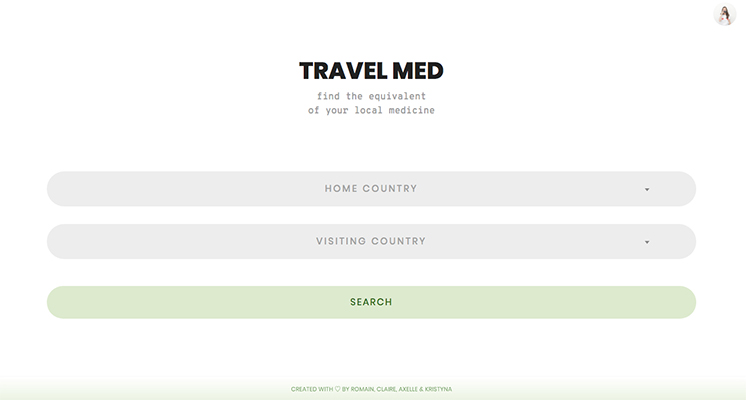 TRAVEL MED
find the equivalent
of your local medicine
HOME COUNTRY
VISITING COUNTRY
SEARCH
CREATED WITH ♡ BY ROMAIN, CLAIRE, AXELLE & KRISTYNA